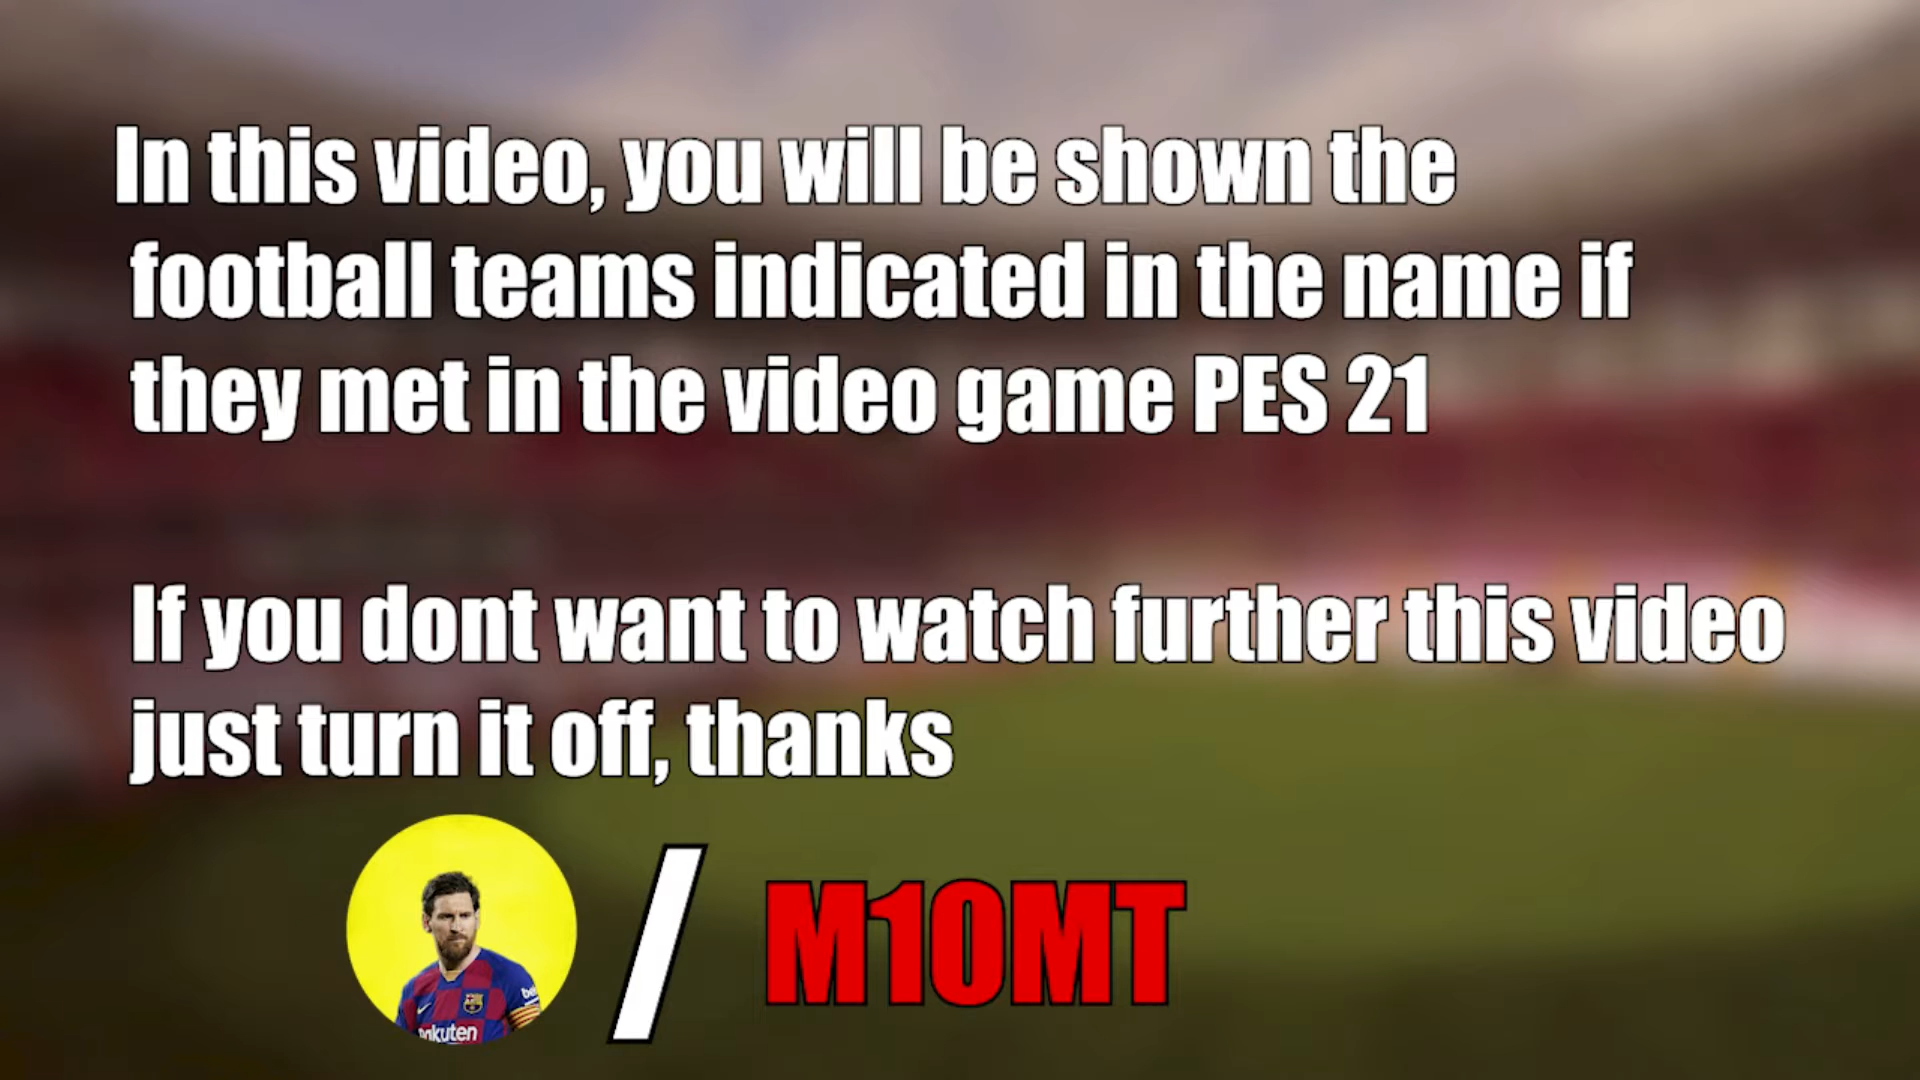 In this video, you will be shown the
football teams indicated in the name if
they met in the video game PES 21
If you dont want to watch further this video
just turn it off, thanks
/ M10MT